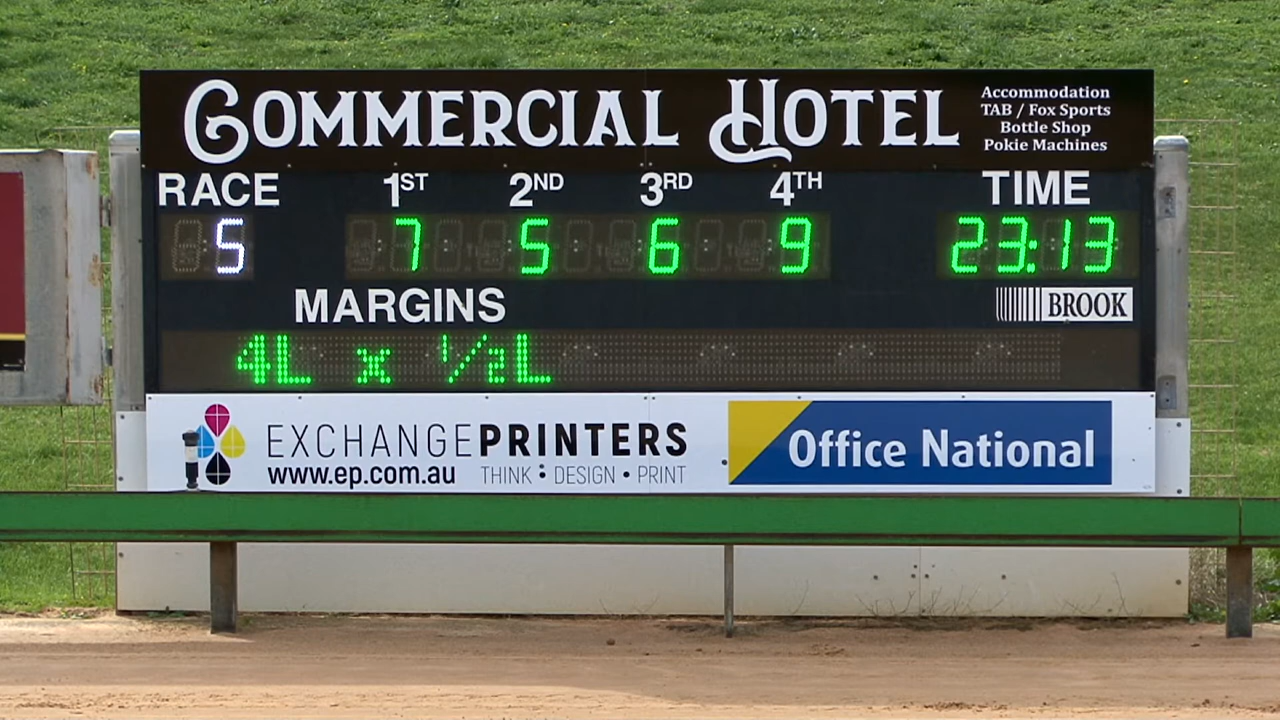 COMMERCIAL HOTEL
Accommodation
TAB / Fox Sports
Bottle Shop
Pokie Machines
RACE 1ST 2ND 3RD 4TH TIME
5 7 5 6 9 23:13
MARGINS
BROOK
4L x ½L
EXCHANGEPRINTERS
www.ep.com.au THINK • DESIGN • PRINT
Office National